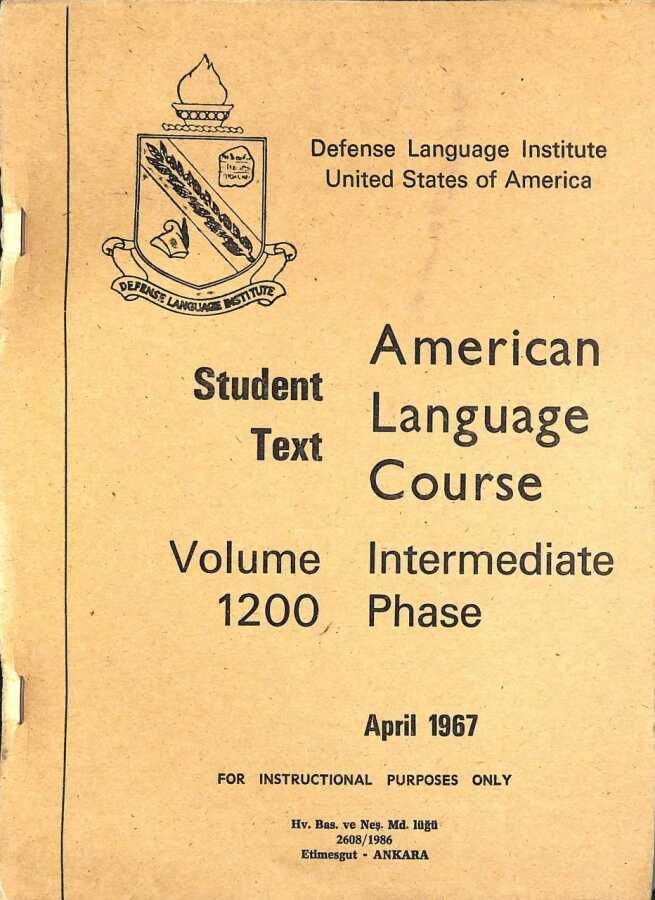 Defense Language Institute
United States of America
DEFENSE LANGUAGE INSTITUTE
American
Language
Course
Student
Text
Volume
1200
Intermediate
Phase
April 1967
FOR INSTRUCTIONAL PURPOSES ONLY
Hv. Bas. ve Neş. Md. lüğü
2608/1986
Etimesgut - ANKARA